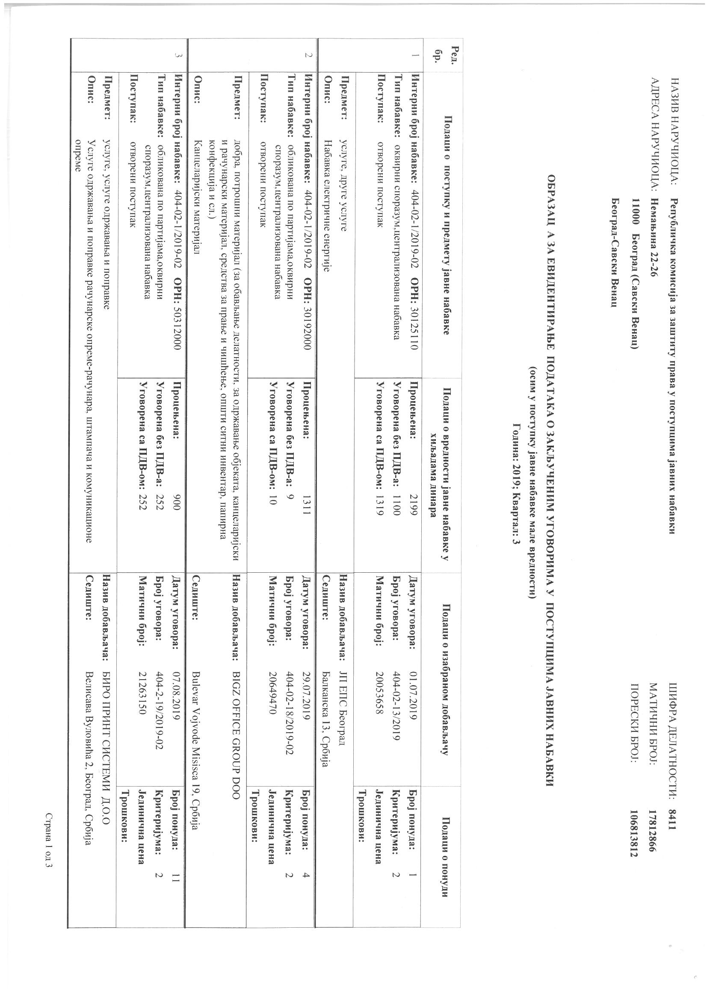 НАЗИВ НАРУЧИОЦА: Републичка комисија за заштиту права у поступцима јавних набавки
АДРЕСА НАРУЧИОЦА: Немањина 22-26
11000 Београд (Савски Венац)
Београд-Савски Венац
ШИФРА ДЕЛАТНОСТИ: 8411
МАТИЧНИ БРОЈ: 17812866
ПОРЕСКИ БРОЈ: 106813812
ОБРАЗАЦ А ЗА ЕВИДЕНТИРАЊЕ ПОДАТАКА О ЗАКЉУЧЕНИМ УГОВОРИМА У ПОСТУПЦИМА ЈАВНИХ НАБАВКИ
(осим у поступку јавне набавке мале вредности)
Година: 2019; Квартал: 3
Ред.
бр.
Подаци о поступку и предмету јавне набавке
Подаци о вредности јавне набавке у
хиљадама динара
Подаци о изабраном добављачу
Подаци о понуди
1
Интерни број набавке: 404-02-1/2019-02 ОРН: 30125110
Тип набавке: оквирни споразум,централизована набавка
Поступак: отворени поступак
Процењена: 2199
Уговорена без ПДВ-а: 1100
Уговорена са ПДВ-ом: 1319
Датум уговора: 01.07.2019
Број уговора: 404-02-13/2019
Матични број: 20053658
Број понуда: 1
Критеријума: 2
Јединична цена
Трошкови:
Предмет: услуге, друге услуге
Опис: Набавка електричне енергије
Назив добављача: ЈП ЕПС Београд
Седиште: Балканска 13, Србија
2
Интерни број набавке: 404-02-1/2019-02 ОРН: 30192000
Тип набавке: обликована по партијама,оквирни
споразум,централизована набавка
Поступак: отворени поступак
Процењена: 1311
Уговорена без ПДВ-а: 9
Уговорена са ПДВ-ом: 10
Датум уговора: 29.07.2019
Број уговора: 404-02-18/2019-02
Матични број: 20649470
Број понуда: 4
Критеријума: 2
Јединична цена
Трошкови:
Предмет: добра, потрошни материјал (за обављање делатности, за одржавање објеката, канцеларијски
и рачунарски материјал, средства за прање и чишћење, општи ситни инвентар, папирна
конфекција и сл.)
Опис: Канцеларијски материјал
Назив добављача: BIGZ OFFICE GROUP DOO
Седиште: Bulevar Vojvode Misisca 19, Србија
3
Интерни број набавке: 404-02-1/2019-02 ОРН: 50312000
Тип набавке: обликована по партијама,оквирни
споразум,централизована набавка
Поступак: отворени поступак
Процењена: 900
Уговорена без ПДВ-а: 252
Уговорена са ПДВ-ом: 252
Датум уговора: 07.08.2019
Број уговора: 404-2-19/2019-02
Матични број: 21263150
Број понуда: 11
Критеријума: 2
Јединична цена
Трошкови:
Предмет: услуге, услуге одржавања и поправке
Опис: Услуге одржавања и поправке рачунарске опреме-рачунара, штампача и комуникационе
опреме
Назив добављача: БИРО ПРИНТ СИСТЕМИ Д.О.О
Седиште: Велисава Вуловића 2, Београд, Србија
Страна 1 од 3